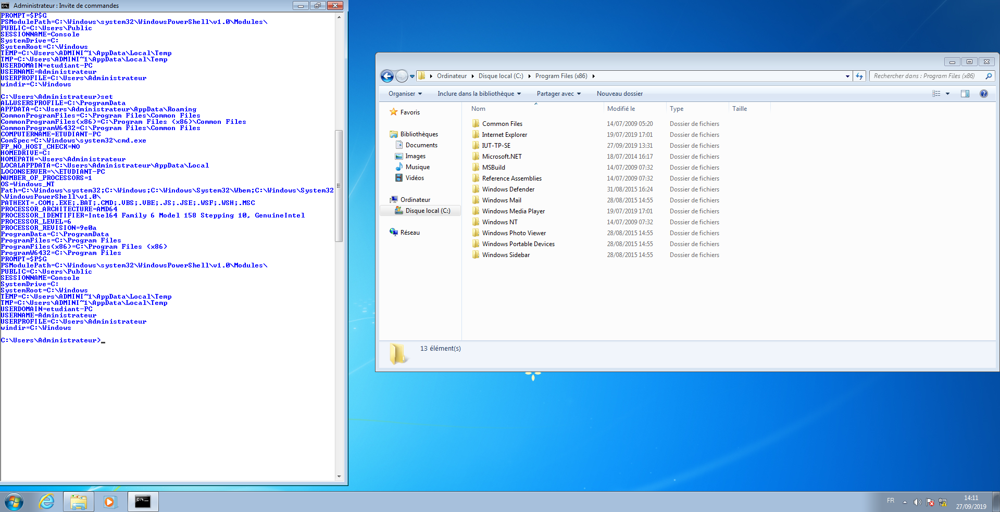 Administrateur : Invite de commandes
PROMPT=$P$G
PSModulePath=C:\Windows\system32\WindowsPowerShell\v1.0\Modules\
PUBLIC=C:\Users\Public
SESSIONNAME=Console
SystemDrive=C:
SystemRoot=C:\Windows
TEMP=C:\Users\ADMINI~1\AppData\Local\Temp
TMP=C:\Users\ADMINI~1\AppData\Local\Temp
USERDOMAIN=etudiant-PC
USERNAME=Administrateur
USERPROFILE=C:\Users\Administrateur
windir=C:\Windows
C:\Users\Administrateur>set
ALLUSERSPROFILE=C:\ProgramData
APPDATA=C:\Users\Administrateur\AppData\Roaming
CommonProgramFiles=C:\Program Files\Common Files
CommonProgramFiles(x86)=C:\Program Files (x86)\Common Files
CommonProgramW6432=C:\Program Files\Common Files
COMPUTERNAME=ETUDIANT-PC
ComSpec=C:\Windows\system32\cmd.exe
FP_NO_HOST_CHECK=NO
HOMEDRIVE=C:
HOMEPATH=\Users\Administrateur
LOCALAPPDATA=C:\Users\Administrateur\AppData\Local
LOGONSERVER=\\ETUDIANT-PC
NUMBER_OF_PROCESSORS=1
OS=Windows_NT
Path=C:\Windows\system32;C:\Windows;C:\Windows\System32\Wbem;C:\Windows\System32
\WindowsPowerShell\v1.0\
PATHEXT=.COM;.EXE;.BAT;.CMD;.VBS;.VBE;.JS;.JSE;.WSF;.WSH;.MSC
PROCESSOR_ARCHITECTURE=AMD64
PROCESSOR_IDENTIFIER=Intel64 Family 6 Model 158 Stepping 10, GenuineIntel
PROCESSOR_LEVEL=6
PROCESSOR_REVISION=9e0a
ProgramData=C:\ProgramData
ProgramFiles=C:\Program Files
ProgramFiles(x86)=C:\Program Files (x86)
ProgramW6432=C:\Program Files
PROMPT=$P$G
PSModulePath=C:\Windows\system32\WindowsPowerShell\v1.0\Modules\
PUBLIC=C:\Users\Public
SESSIONNAME=Console
SystemDrive=C:
SystemRoot=C:\Windows
TEMP=C:\Users\ADMINI~1\AppData\Local\Temp
TMP=C:\Users\ADMINI~1\AppData\Local\Temp
USERDOMAIN=etudiant-PC
USERNAME=Administrateur
USERPROFILE=C:\Users\Administrateur
windir=C:\Windows
C:\Users\Administrateur>_
Ordinateur Disque local (C:) Program Files (x86)
Rechercher dans : Program Files (x86)
Organiser Inclure dans la bibliothèque Partager avec Nouveau dossier
Favoris
Bibliothèques
Documents
Images
Musique
Vidéos
Ordinateur
Disque local (C:)
Réseau
Nom Modifié le Type Taille
Common Files 14/07/2009 05:20 Dossier de fichiers
Internet Explorer 19/07/2019 17:01 Dossier de fichiers
IUT-TP-SE 27/09/2019 13:31 Dossier de fichiers
Microsoft.NET 18/07/2014 16:17 Dossier de fichiers
MSBuild 14/07/2009 07:32 Dossier de fichiers
Reference Assemblies 14/07/2009 07:32 Dossier de fichiers
Windows Defender 31/08/2015 16:24 Dossier de fichiers
Windows Mail 28/08/2015 14:55 Dossier de fichiers
Windows Media Player 19/07/2019 17:01 Dossier de fichiers
Windows NT 14/07/2009 07:32 Dossier de fichiers
Windows Photo Viewer 28/08/2015 14:55 Dossier de fichiers
Windows Portable Devices 28/08/2015 14:55 Dossier de fichiers
Windows Sidebar 28/08/2015 14:55 Dossier de fichiers
13 élément(s)
FR
14:11
27/09/2019